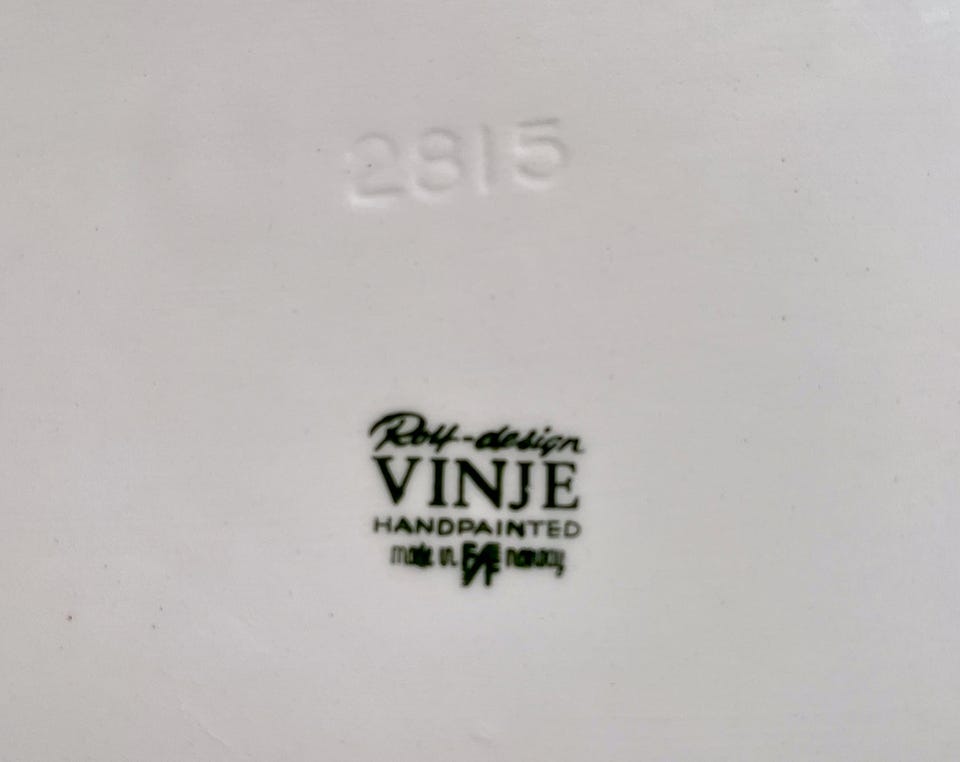 2815
Rolf-design
VINJE
HANDPAINTED
made in F/F norway